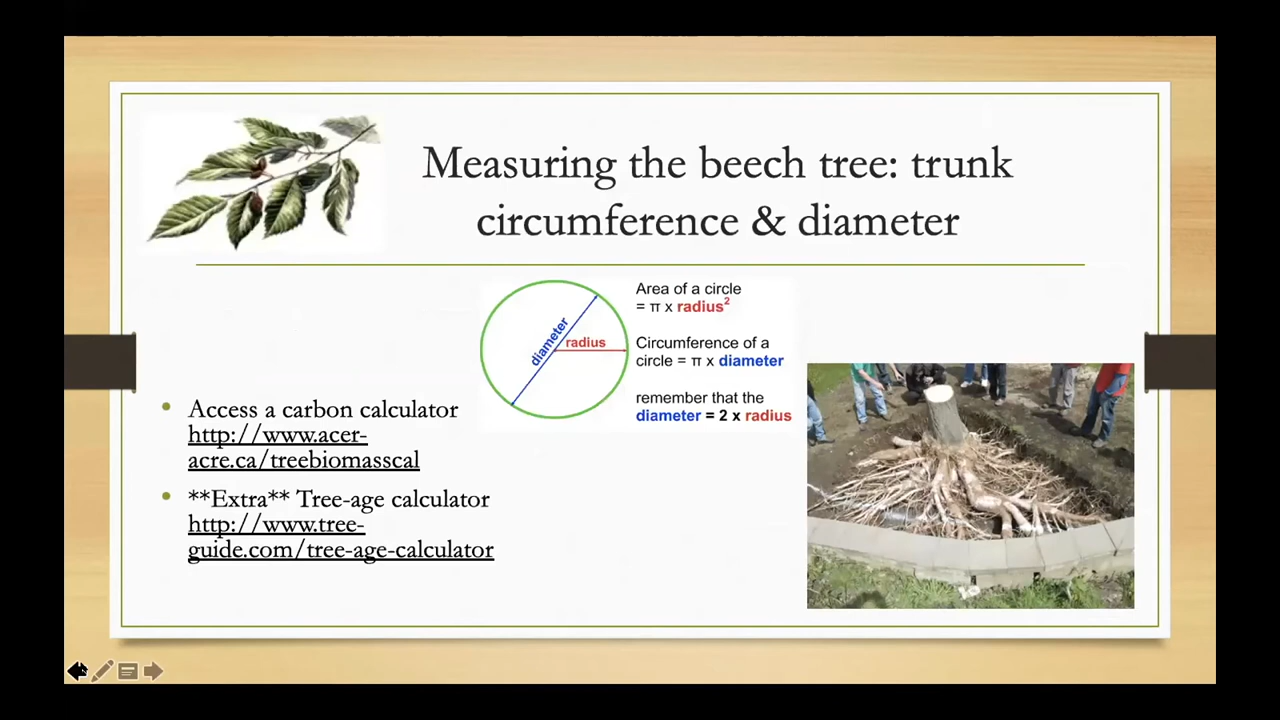 Measuring the beech tree: trunk
circumference & diameter
diameter
radius
Area of a circle
= π x radius²
Circumference of a
circle = π x diameter
remember that the
diameter = 2 x radius
• Access a carbon calculator
http://www.acer-
acre.ca/treebiomasscal
• **Extra** Tree-age calculator
http://www.tree-
guide.com/tree-age-calculator